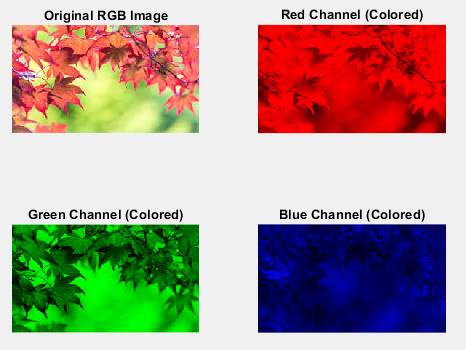 Original RGB Image
Red Channel (Colored)
Green Channel (Colored)
Blue Channel (Colored)